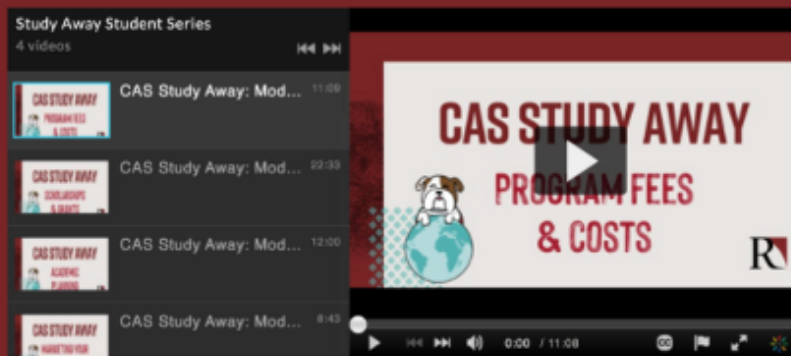 Study Away Student Series
4 videos
CAS STUDY AWAY
PROGRAM FEES
& COSTS
CAS Study Away: Mod...
11:08
CAS STUDY AWAY
SCHOLARSHIPS
& GRANTS
CAS Study Away: Mod...
22:33
CAS STUDY AWAY
ACADEMIC
PLANNING
CAS Study Away: Mod...
12:00
CAS STUDY AWAY
MARKETING YOUR
CAS Study Away: Mod...
8:43
CAS STUDY AWAY
PROGRAM FEES
& COSTS
R
0:00 / 11:08
CC